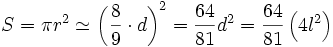 S = πr² ≃ (8/9 · d)² = 64/81 d² = 64/81 (4l²)